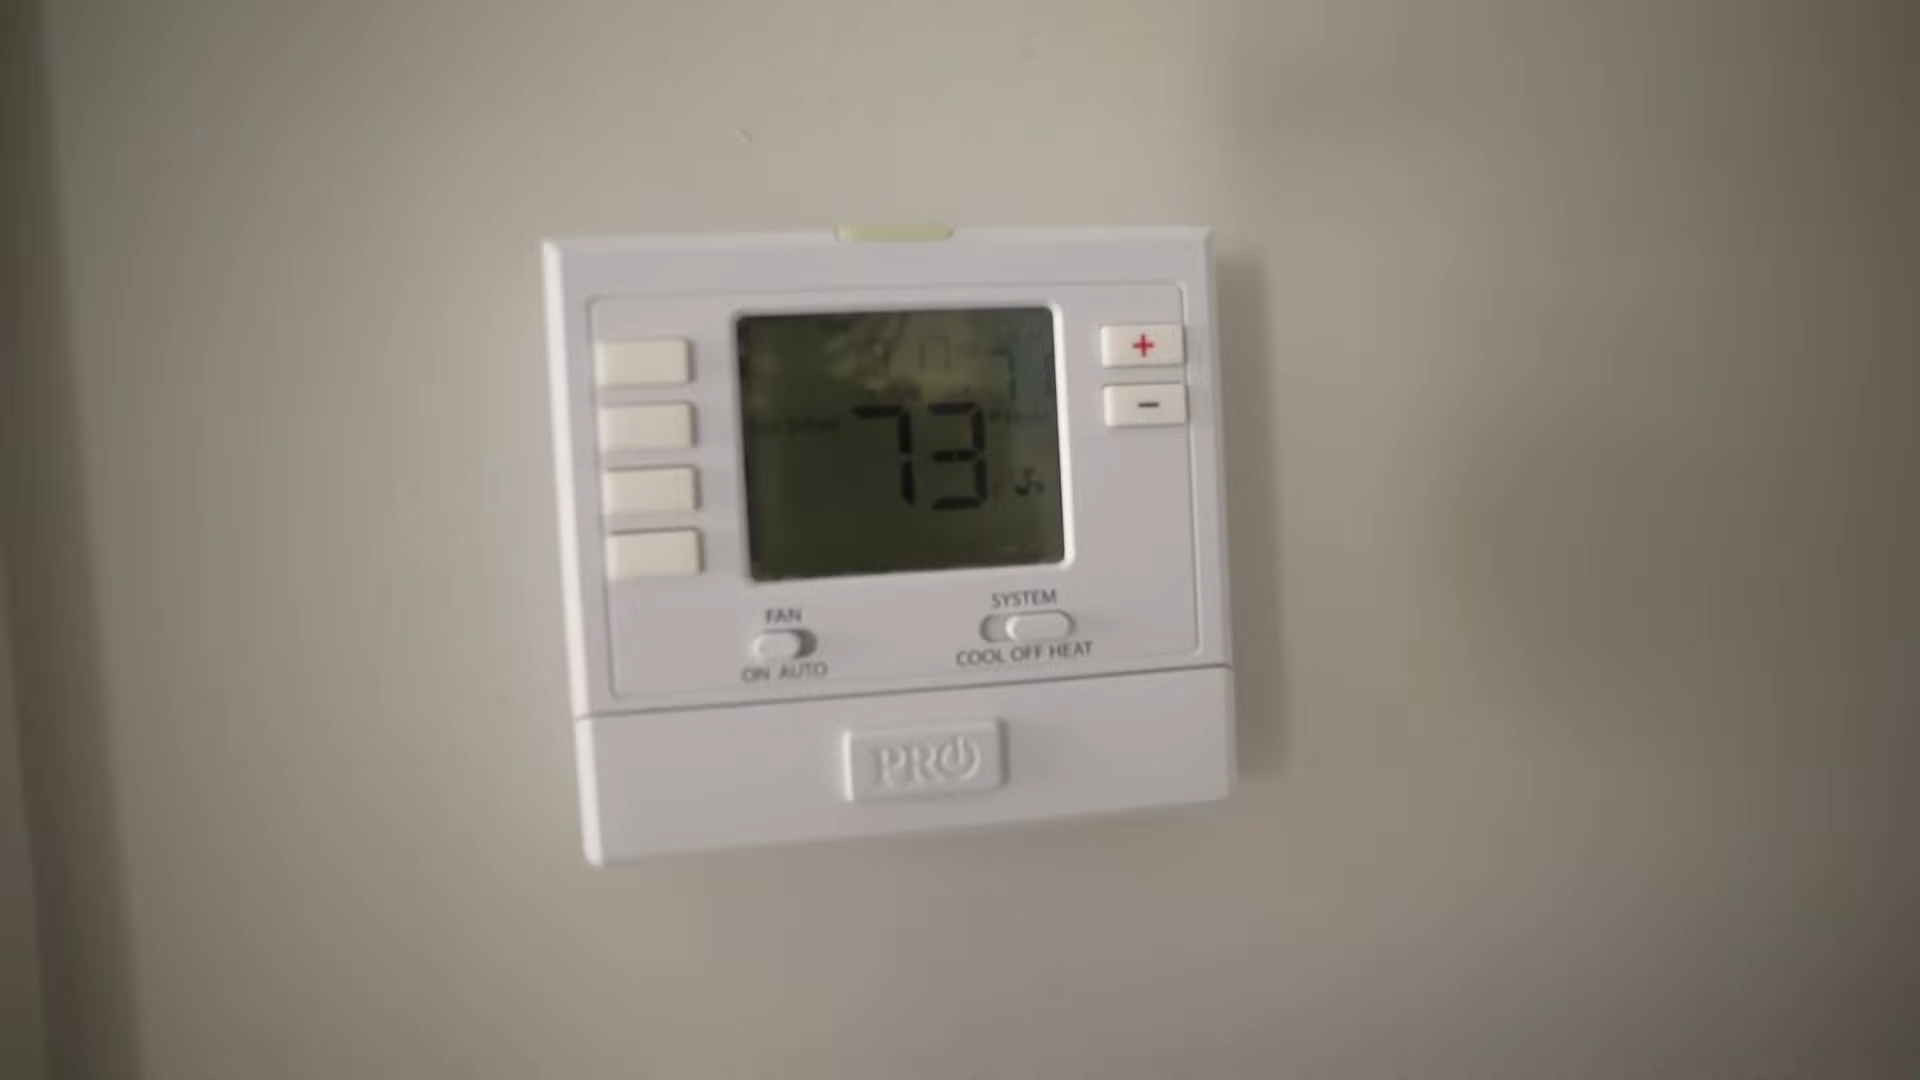 +
73
-
FAN
SYSTEM
ON AUTO
COOL OFF HEAT
PRO